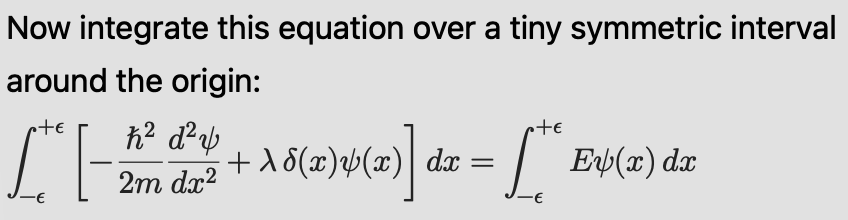 Now integrate this equation over a tiny symmetric interval
around the origin:
∫_{−ϵ}^{+ϵ} [−(ħ²/2m)(d²ψ/dx²) + λ δ(x)ψ(x)] dx = ∫_{−ϵ}^{+ϵ} Eψ(x) dx